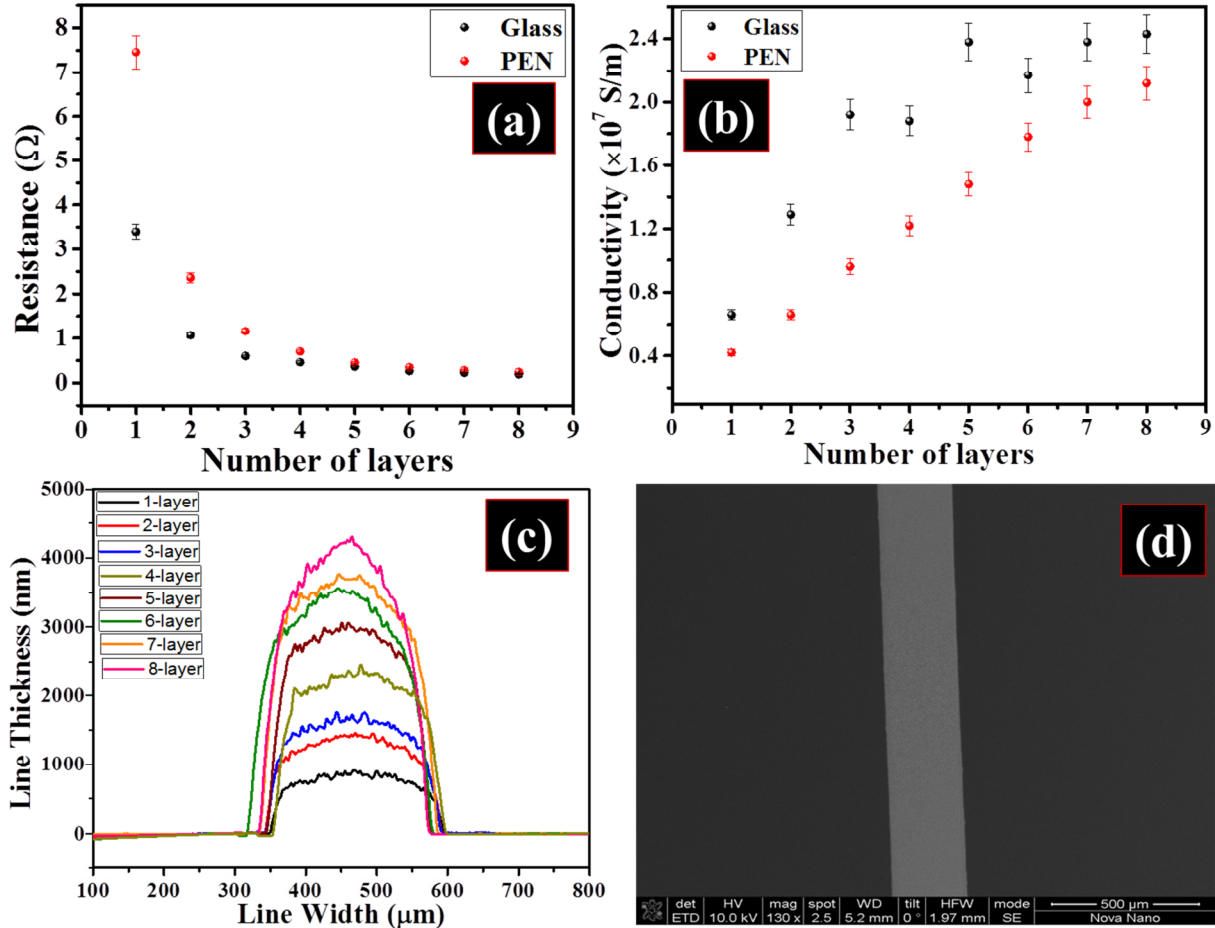 Glass
PEN
(a)
Resistance (Ω)
8
7
6
5
4
3
2
1
0
0 1 2 3 4 5 6 7 8 9
Number of layers
Glass
PEN
(b)
Conductivity (×10⁷ S/m)
2.4
2.0
1.6
1.2
0.8
0.4
0 1 2 3 4 5 6 7 8 9
Number of layers
(c)
1-layer
2-layer
3-layer
4-layer
5-layer
6-layer
7-layer
8-layer
Line Thickness (nm)
5000
4000
3000
2000
1000
0
100 200 300 400 500 600 700 800
Line Width (μm)
(d)
det HV mag spot WD tilt HFW mode
ETD 10.0 kV 130 x 2.5 5.2 mm 0° 1.97 mm SE
500 μm
Nova Nano